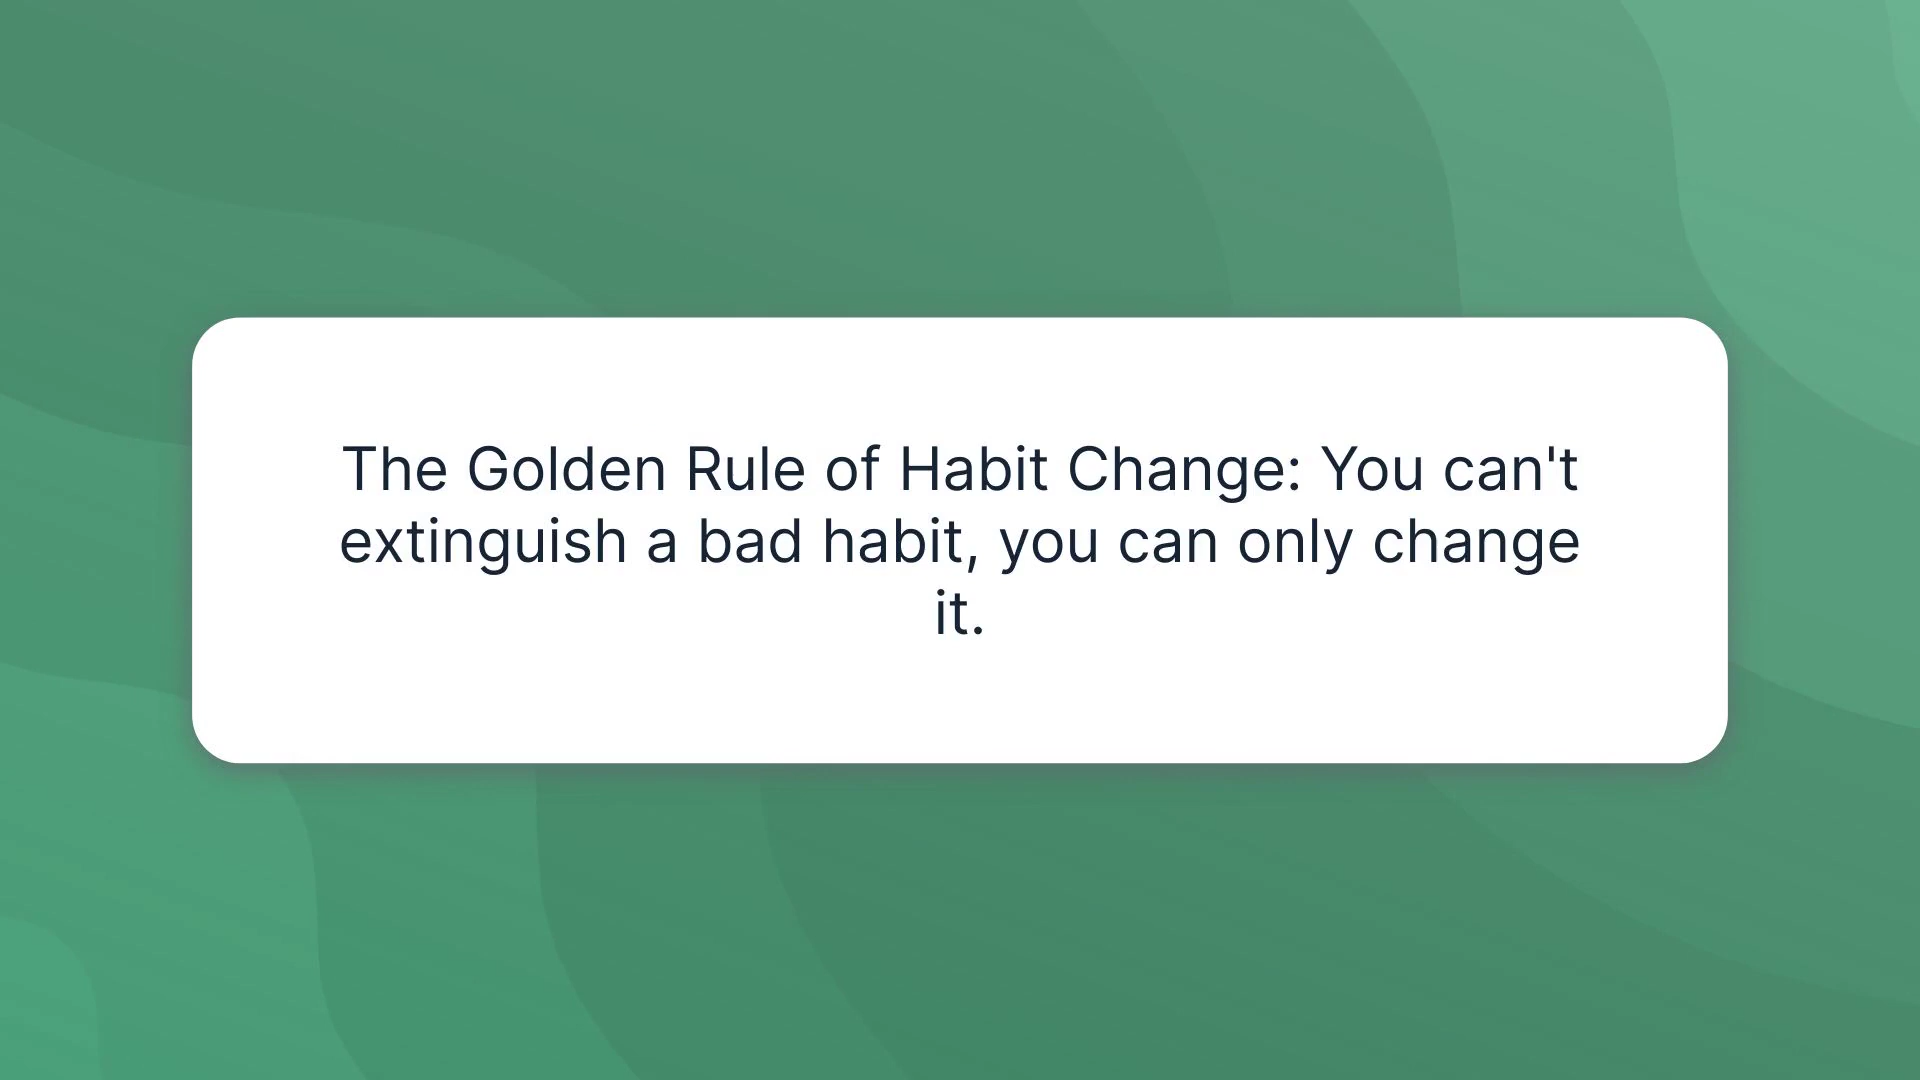 The Golden Rule of Habit Change: You can't
extinguish a bad habit, you can only change
it.